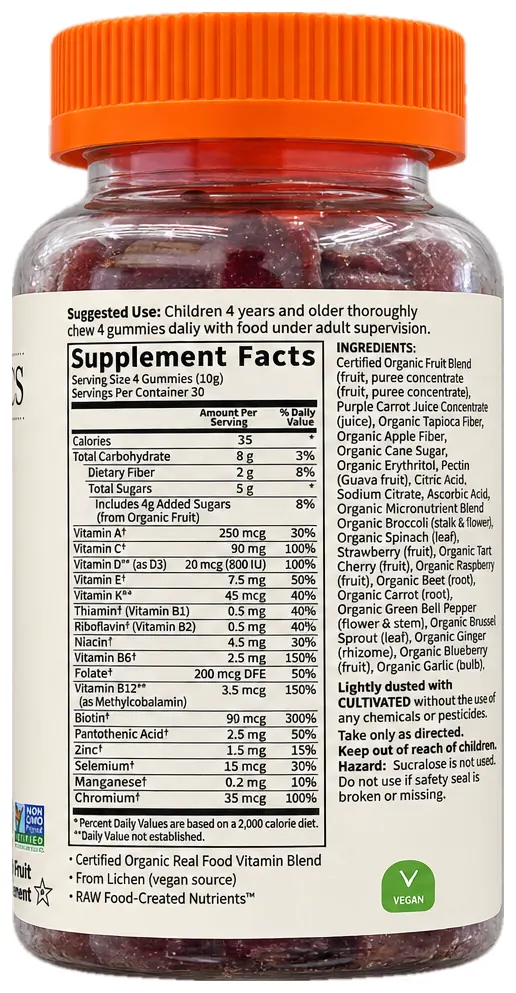 Suggested Use: Children 4 years and older thoroughly
chew 4 gummies daliy with food under adult supervision.
Supplement Facts
Serving Size 4 Gummies (10g)
Servings Per Container 30
Amount Per Serving % Daily Value
Calories 35 *
Total Carbohydrate 8 g 3%
Dietary Fiber 2 g 8%
Total Sugars 5 g *
Includes 4g Added Sugars 8%
(from Organic Fruit)
Vitamin A† 250 mcg 30%
Vitamin C† 90 mg 100%
Vitamin D** (as D3) 20 mcg (800 IU) 100%
Vitamin E† 7.5 mg 50%
Vitamin K** 45 mcg 40%
Thiamin† (Vitamin B1) 0.5 mg 40%
Riboflavin† (Vitamin B2) 0.5 mg 40%
Niacin† 4.5 mg 30%
Vitamin B6† 2.5 mg 150%
Folate† 200 mcg DFE 50%
Vitamin B12** 3.5 mcg 150%
(as Methylcobalamin)
Biotin† 90 mcg 300%
Pantothenic Acid† 2.5 mg 50%
Zinc† 1.5 mg 15%
Selemium† 15 mcg 30%
Manganese† 0.2 mg 10%
Chromium† 35 mcg 100%
* Percent Daily Values are based on a 2,000 calorie diet.
**Daily Value not established.
• Certified Organic Real Food Vitamin Blend
• From Lichen (vegan source)
• RAW Food-Created Nutrients™
INGREDIENTS:
Certified Organic Fruit Blend
(fruit, puree concentrate
(fruit, puree concentrate),
Purple Carrot Juice Concentrate
(juice), Organic Tapioca Fiber,
Organic Apple Fiber,
Organic Cane Sugar,
Organic Erythritol, Pectin
(Guava fruit), Citric Acid,
Sodium Citrate, Ascorbic Acid,
Organic Micronutrient Blend
Organic Broccoli (stalk & flower),
Organic Spinach (leaf),
Strawberry (fruit), Organic Tart
Cherry (fruit), Organic Raspberry
(fruit), Organic Beet (root),
Organic Carrot (root),
Organic Green Bell Pepper
(flower & stem), Organic Brussel
Sprout (leaf), Organic Ginger
(rhizome), Organic Blueberry
(fruit), Organic Garlic (bulb).
Lightly dusted with
CULTIVATED without the use of
any chemicals or pesticides.
Take only as directed.
Keep out of reach of children.
Hazard: Sucralose is not used.
Do not use if safety seal is
broken or missing.
VEGAN
NON
GMO
Fruit